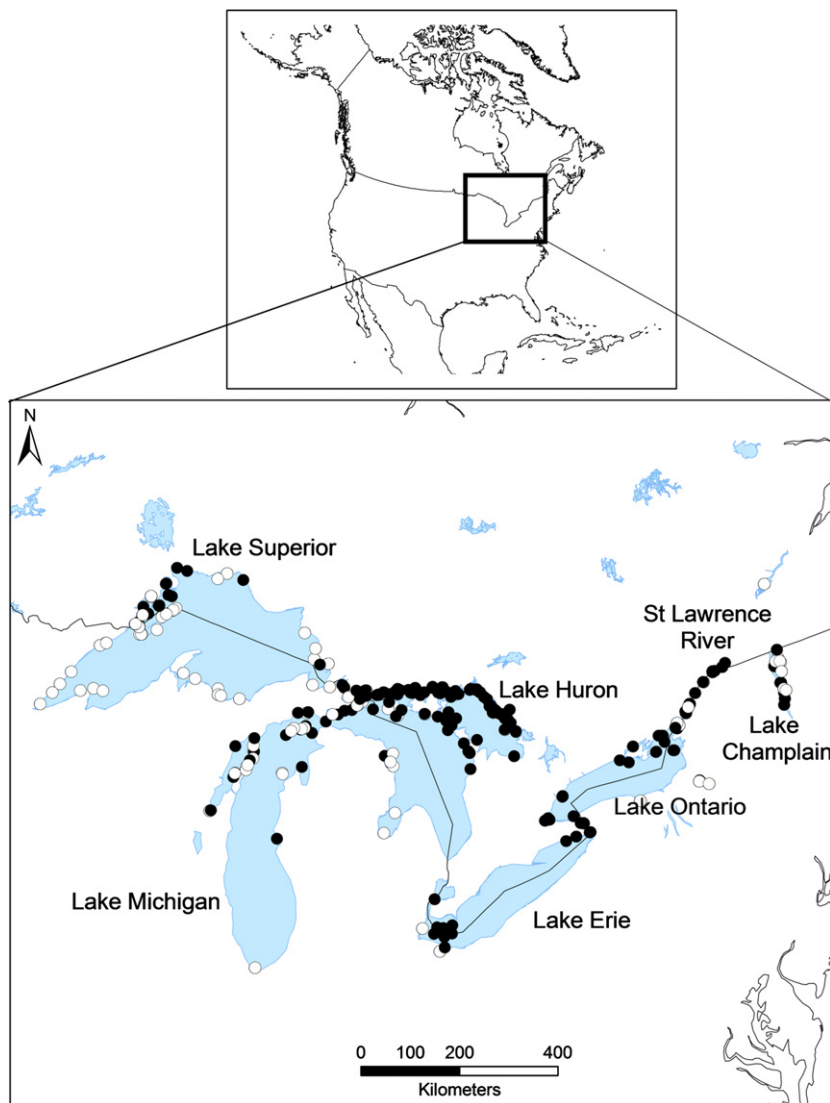 N
Lake Superior
St Lawrence
River
Lake Huron
Lake
Champlain
Lake Ontario
Lake Michigan
Lake Erie
0 100 200 400
Kilometers